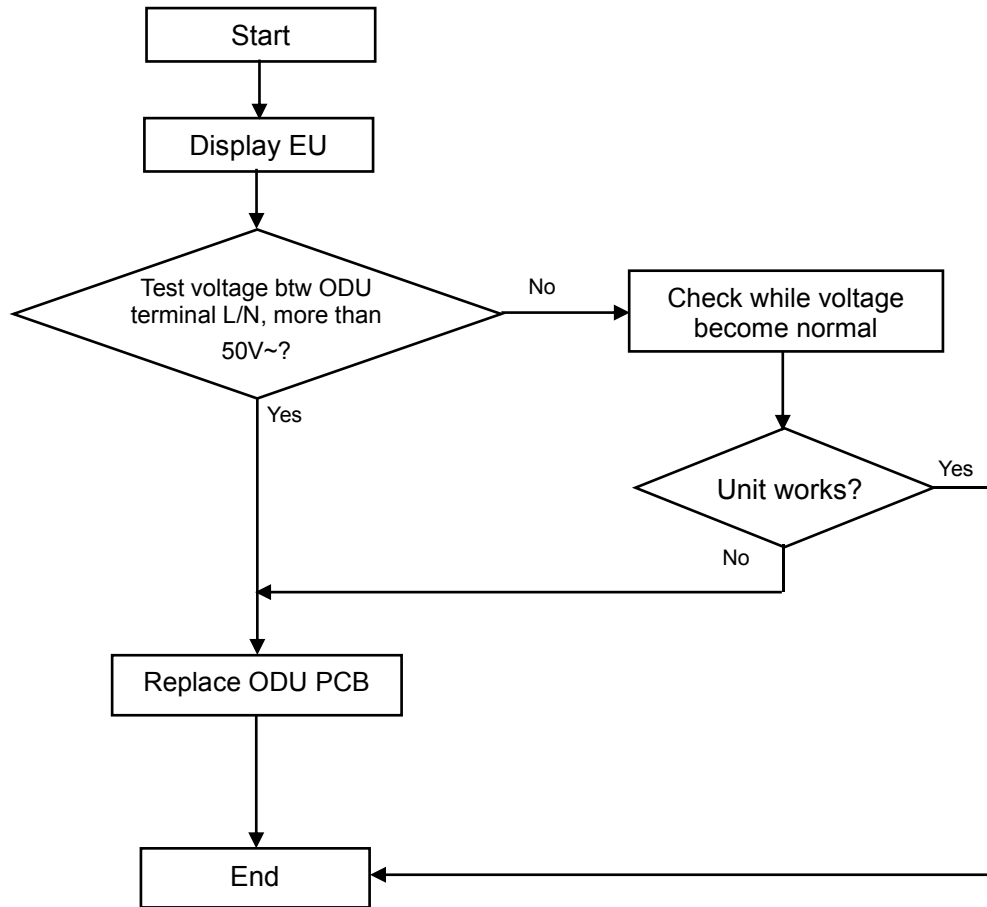 Start
Display EU
Test voltage btw ODU
terminal L/N, more than
50V~?
No
Check while voltage
become normal
Yes
Unit works?
Yes
No
Replace ODU PCB
End